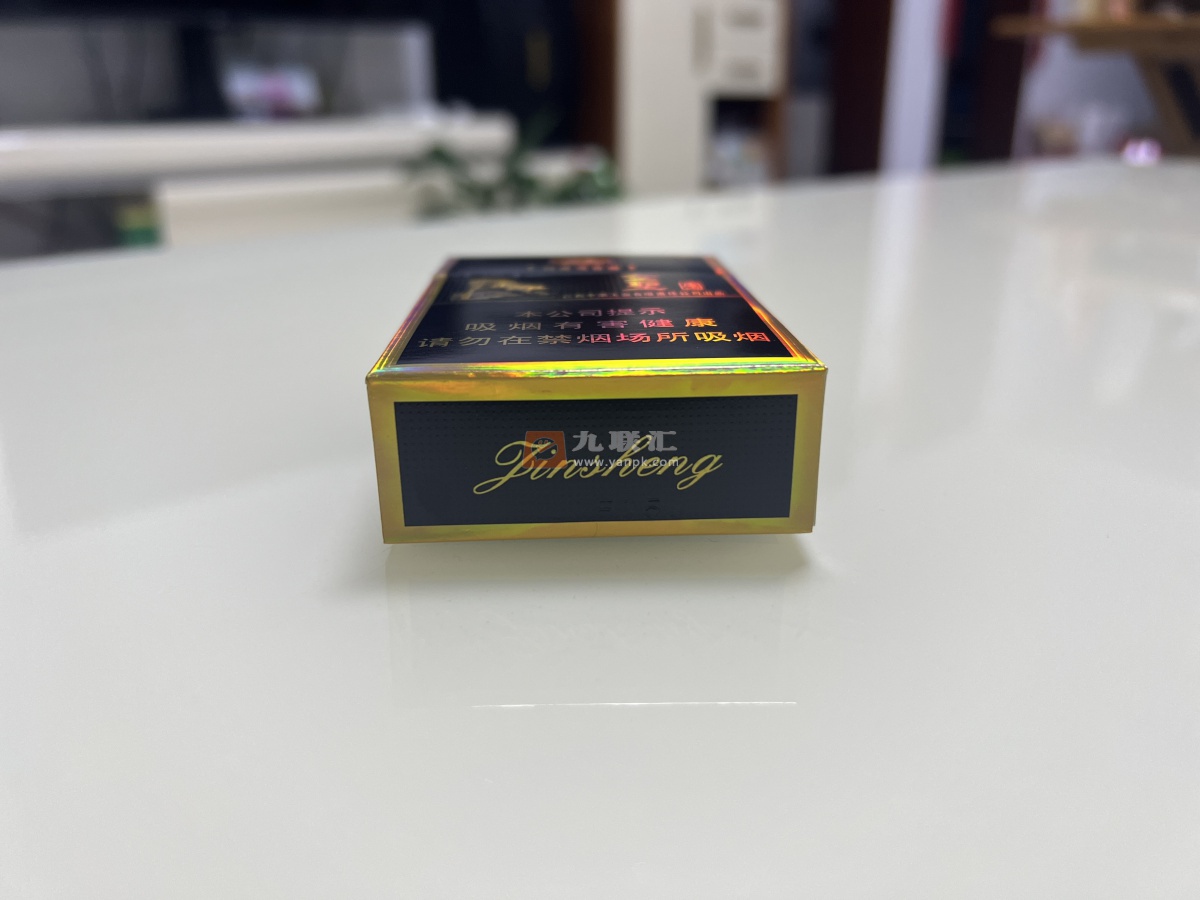 本公司提示
吸烟有害健康
请勿在禁烟场所吸烟
Jinsheng
九联汇
www.yanpk.com